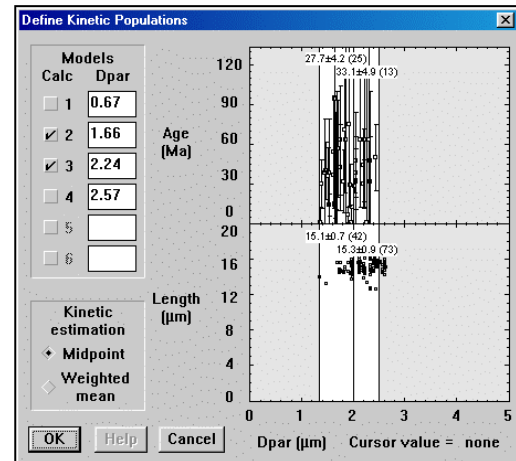 Define Kinetic Populations
Models
Calc Dpar
1 0.67
2 1.66
3 2.24
4 2.57
5
6
Kinetic
estimation
Midpoint
Weighted
mean
OK Help Cancel
Age
(Ma)
120
90
60
30
0
27.7±4.2 (25)
33.1±4.9 (13)
Length
(µm)
20
16
12
8
4
0
15.1±0.7 (42)
15.3±0.9 (73)
0 1 2 3 4 5
Dpar (µm) Cursor value = none